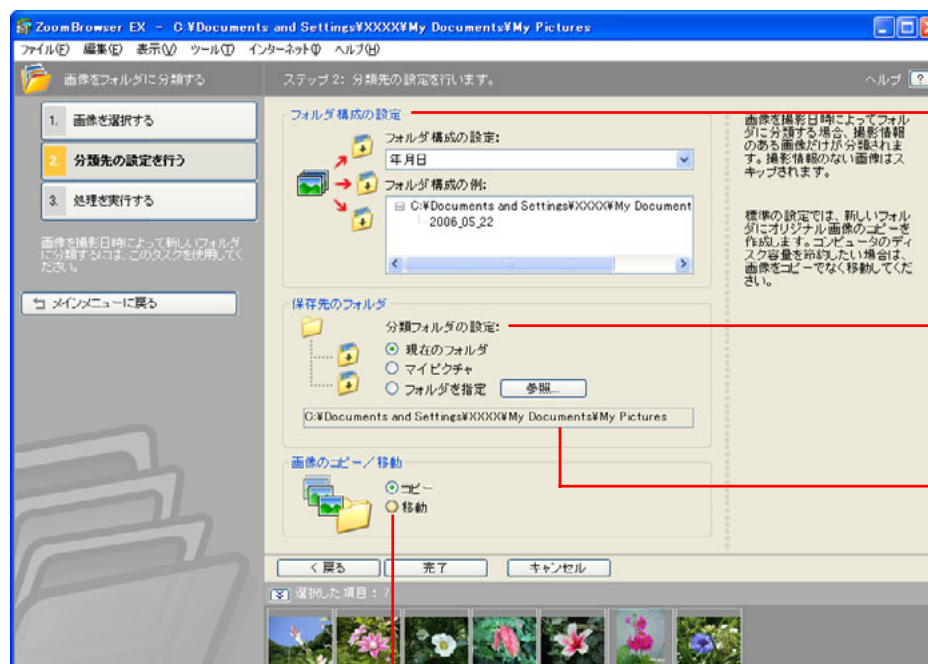 ZoomBrowser EX - C:¥Documents and Settings¥XXXX¥My Documents¥My Pictures
ファイル(F) 編集(E) 表示(V) ツール(T) インターネット(I) ヘルプ(H)
画像をフォルダに分類する
ステップ 2: 分類先の設定を行います。
ヘルプ ?
1. 画像を選択する
2. 分類先の設定を行う
3. 処理を実行する
画像を撮影日時によって新しいフォルダ
に分類するには、このタスクを使用してく
ださい。
メインメニューに戻る
フォルダ構成の設定
フォルダ構成の設定:
年月日
フォルダ構成の例:
C:¥Documents and Settings¥XXXX¥My Document
2006_05_22
保存先のフォルダ
分類フォルダの設定:
現在のフォルダ
マイピクチャ
フォルダを指定 参照...
C:¥Documents and Settings¥XXXX¥My Documents¥My Pictures
画像のコピー/移動
コピー
移動
画像を撮影日時によってフォル
ダに分類する場合、撮影情報
のある画像だけが分類されま
す。撮影情報のない画像はス
キップされます。
標準の設定では、新しいフォル
ダにオリジナル画像のコピーを
作成します。コンピュータのディ
スク容量を節約したい場合は、
画像をコピーでなく移動してくだ
さい。
< 戻る 完了 キャンセル
選択した項目: 7